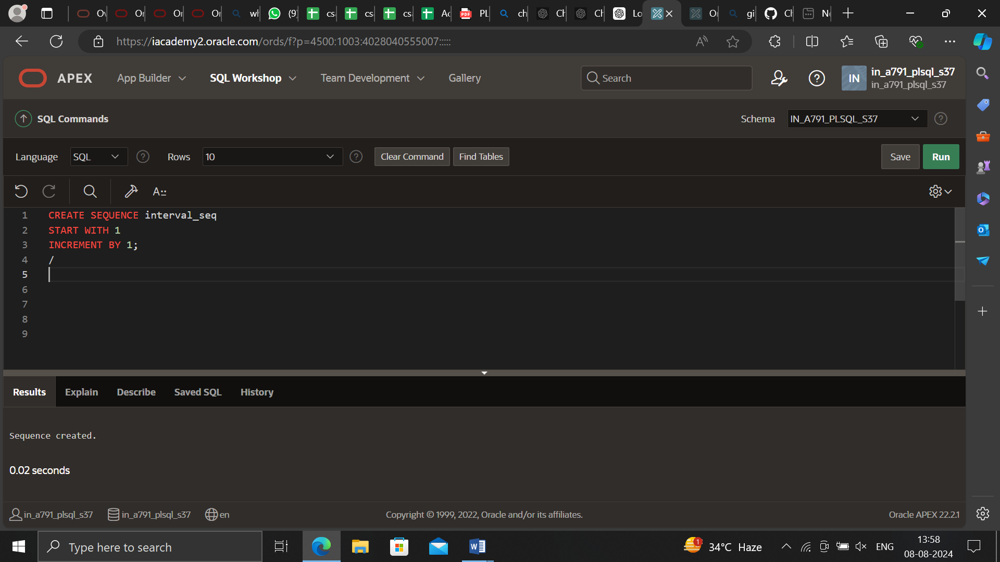 Ov
Or
Or
Or
wh
(9)
cs
cs
cs
Ac
PL
ch
Ch
Ch
Lo
Or
gi
Ch
Ne
https://iacademy2.oracle.com/ords/f?p=4500:1003:4028040555007:::::
APEX
App Builder
SQL Workshop
Team Development
Gallery
Search
IN
in_a791_plsql_s37
in_a791_plsql_s37
SQL Commands
Schema
IN_A791_PLSQL_S37
Language
SQL
Rows
10
Clear Command
Find Tables
Save
Run
1 CREATE SEQUENCE interval_seq
2 START WITH 1
3 INCREMENT BY 1;
4 /
5
6
7
8
9
Results
Explain
Describe
Saved SQL
History
Sequence created.
0.02 seconds
in_a791_plsql_s37
in_a791_plsql_s37
en
Copyright © 1999, 2022, Oracle and/or its affiliates.
Oracle APEX 22.2.1
Type here to search
1
34°C Haze
ENG
13:58
08-08-2024